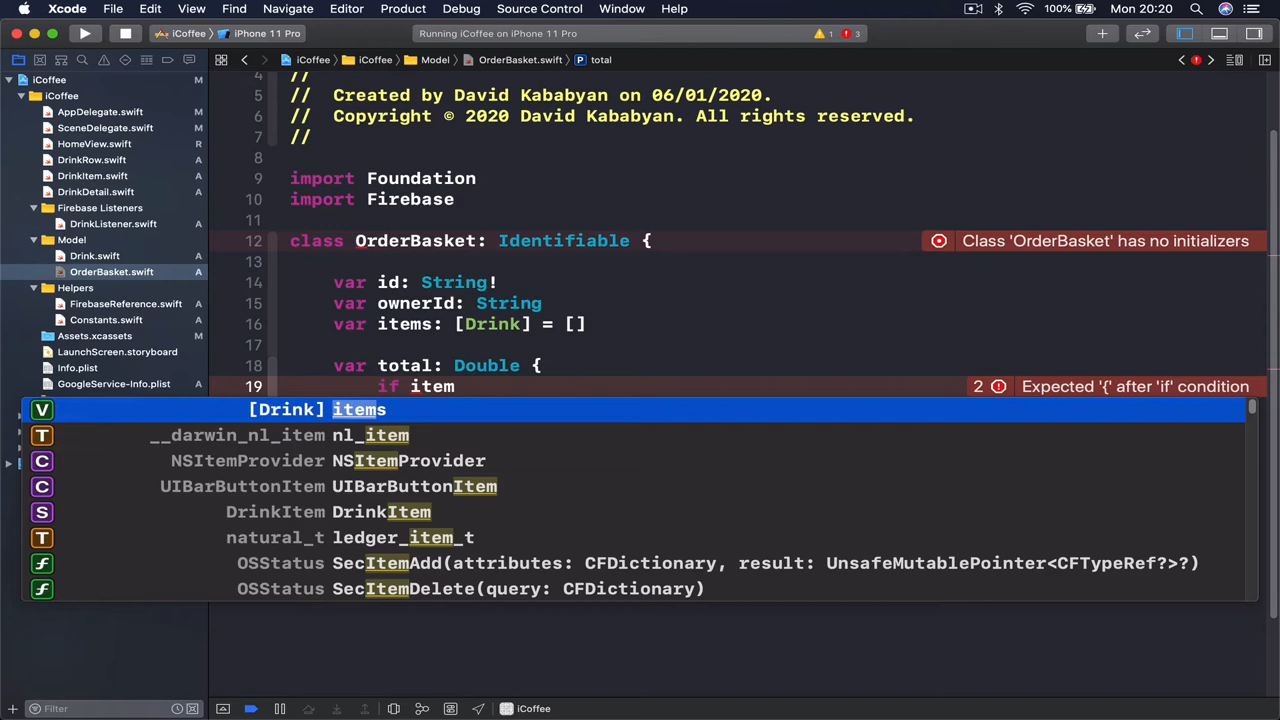 Xcode File Edit View Find Navigate Editor Product Debug Source Control Window Help 100% Mon 20:20
iCoffee iPhone 11 Pro Running iCoffee on iPhone 11 Pro 1 3
iCoffee iCoffee Model OrderBasket.swift P total
iCoffee M
iCoffee
AppDelegate.swift A
SceneDelegate.swift A
HomeView.swift R
DrinkRow.swift A
DrinkItem.swift A
DrinkDetail.swift A
Firebase Listeners
DrinkListener.swift A
Model
Drink.swift A
OrderBasket.swift A
Helpers
FirebaseReference.swift A
Constants.swift A
Assets.xcassets M
LaunchScreen.storyboard
Info.plist
GoogleService-Info.plist A
4 //
5 // Created by David Kababyan on 06/01/2020.
6 // Copyright © 2020 David Kababyan. All rights reserved.
7 //
8
9 import Foundation
10 import Firebase
11
12 class OrderBasket: Identifiable { Class 'OrderBasket' has no initializers
13
14 var id: String!
15 var ownerId: String
16 var items: [Drink] = []
17
18 var total: Double {
19 if item 2 Expected '{' after 'if' condition
V [Drink] items
T __darwin_nl_item nl_item
C NSItemProvider NSItemProvider
C UIBarButtonItem UIBarButtonItem
S DrinkItem DrinkItem
T natural_t ledger_item_t
f OSStatus SecItemAdd(attributes: CFDictionary, result: UnsafeMutablePointer<CFTypeRef?>?)
f OSStatus SecItemDelete(query: CFDictionary)
Filter iCoffee